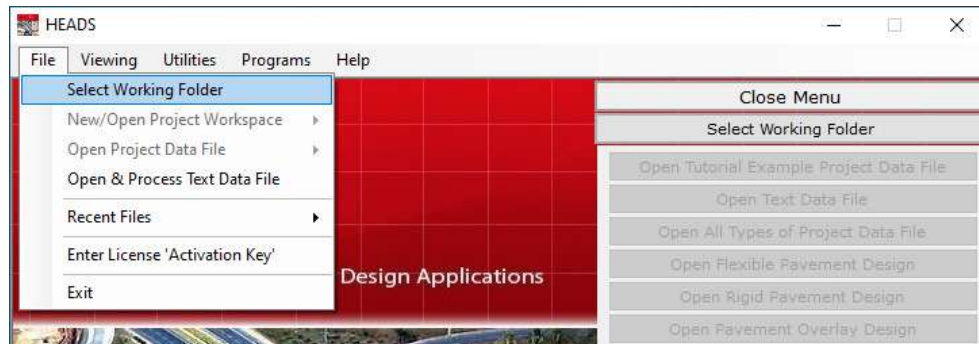 HEADS
File Viewing Utilities Programs Help
Select Working Folder
New/Open Project Workspace
Open Project Data File
Open & Process Text Data File
Recent Files
Enter License 'Activation Key'
Exit
Design Applications
Close Menu
Select Working Folder
Open Tutorial Example Project Data File
Open Text Data File
Open All Types of Project Data File
Open Flexible Pavement Design
Open Rigid Pavement Design
Open Pavement Overlay Design